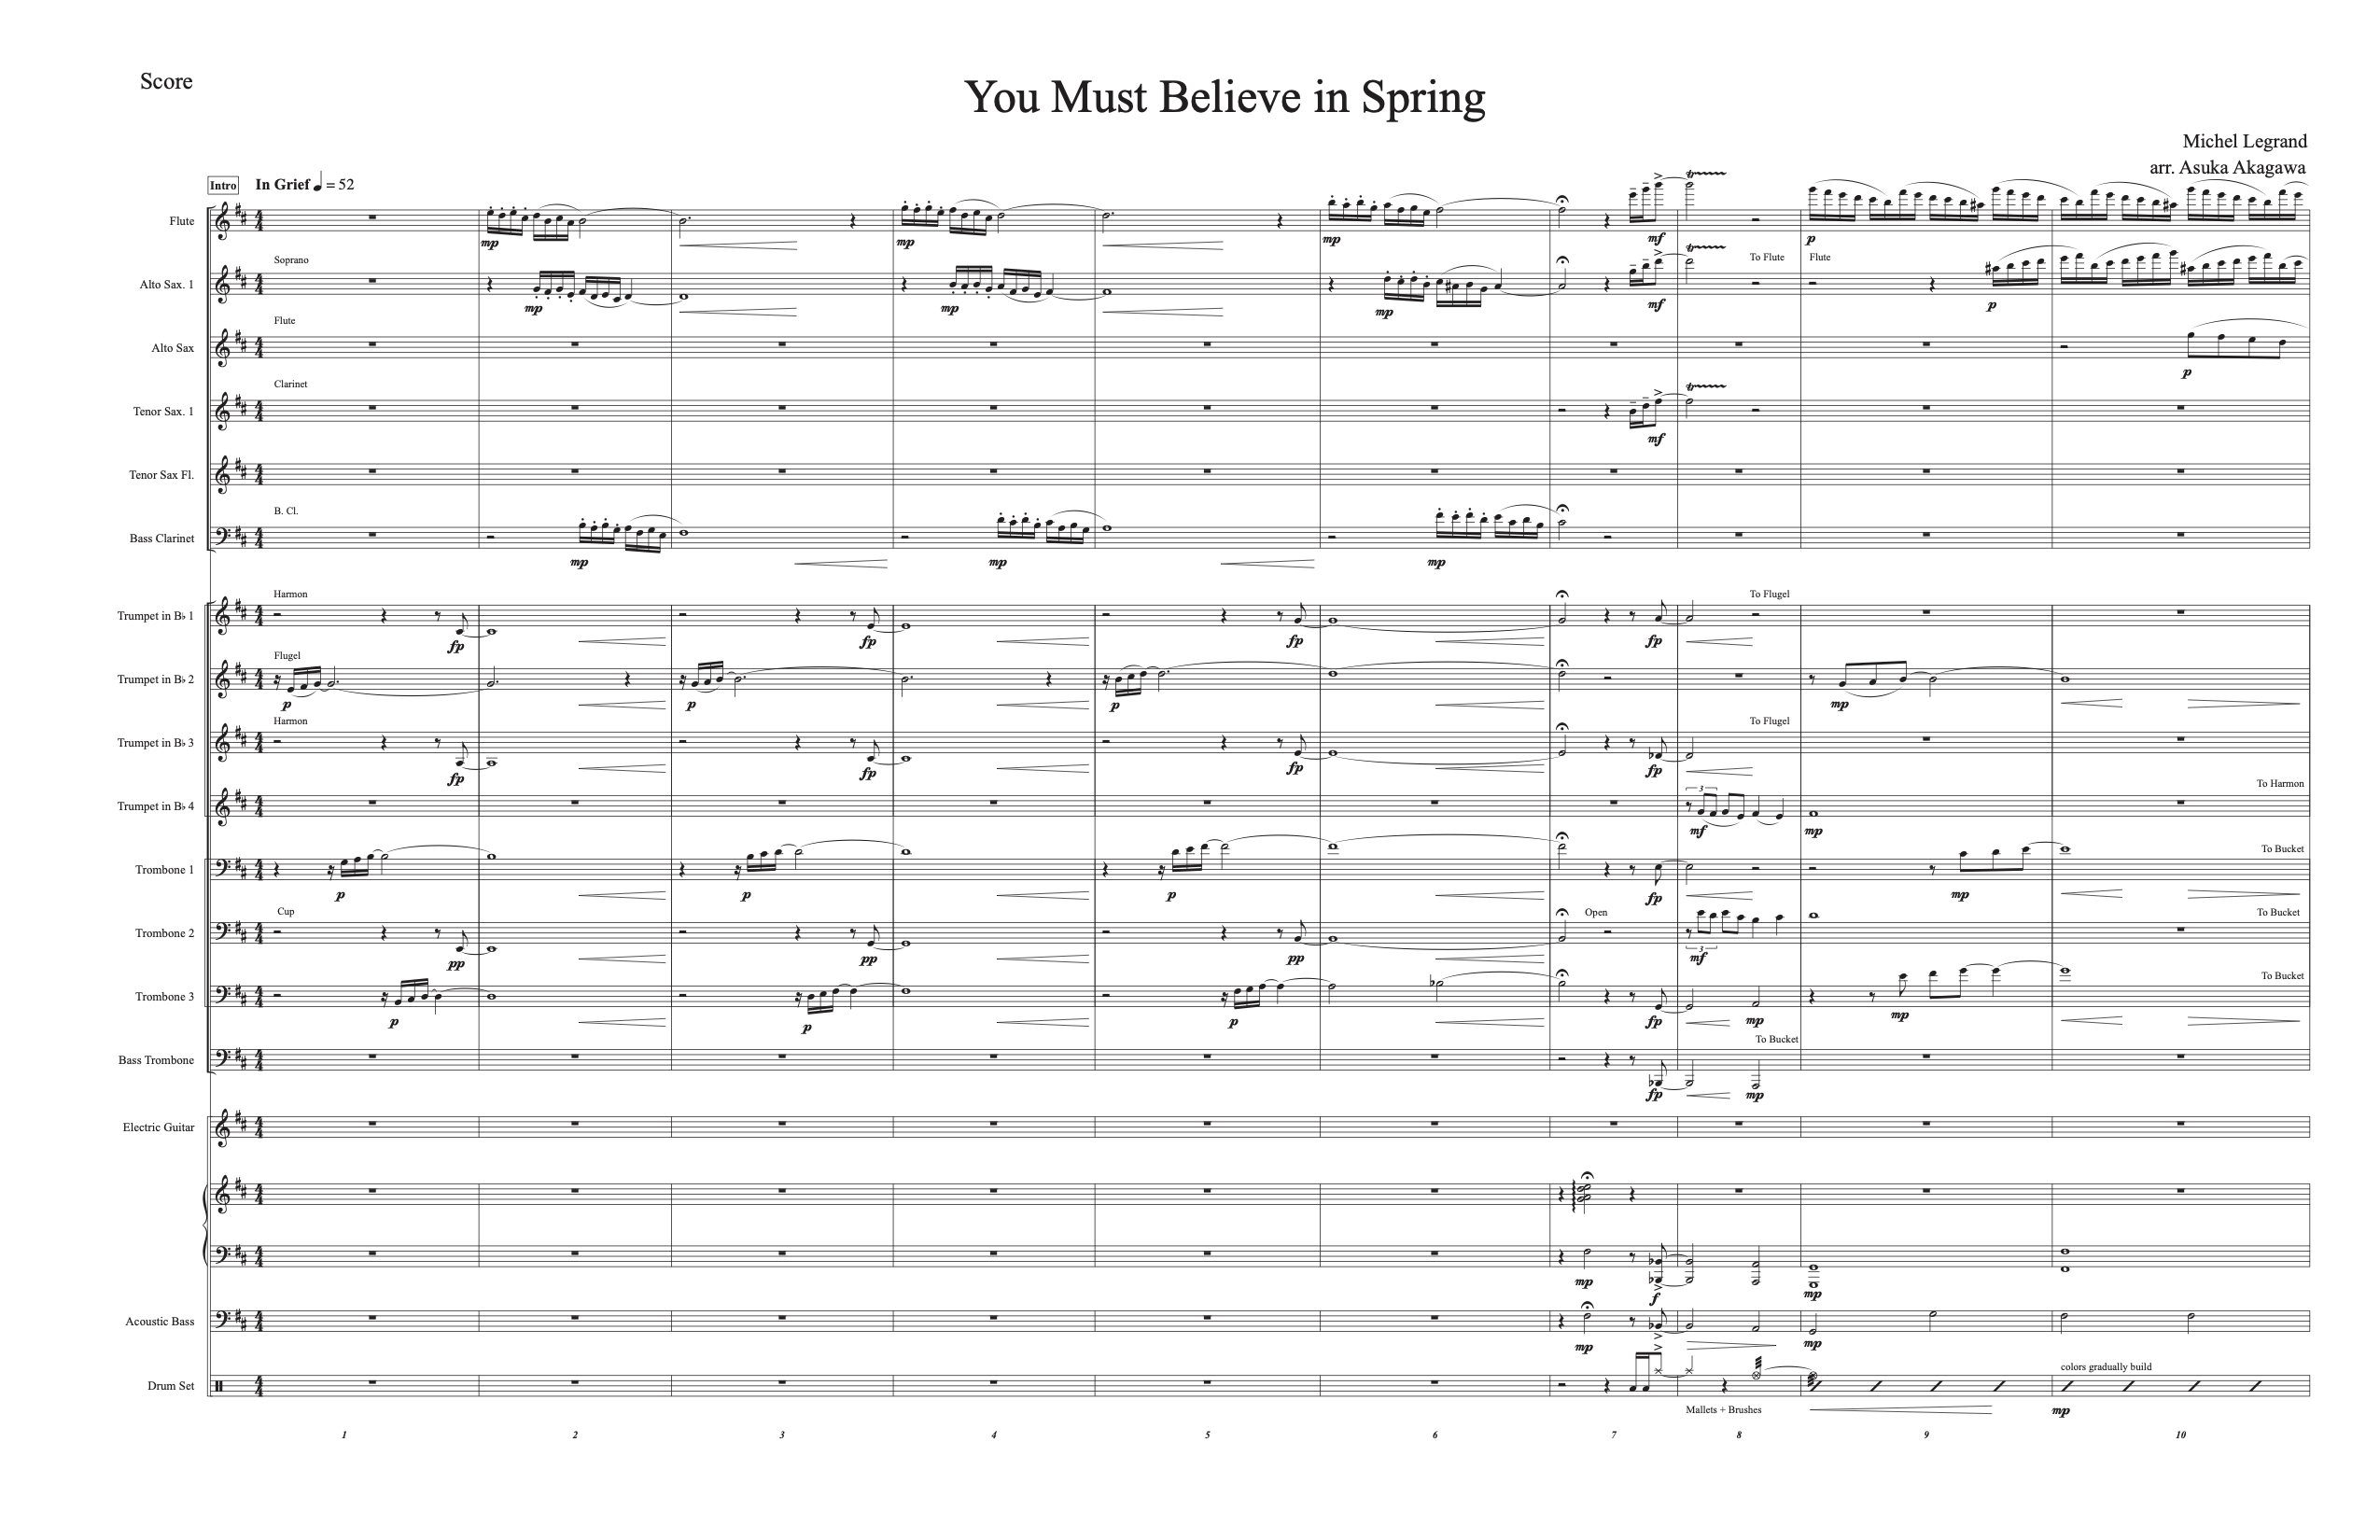 Score
You Must Believe in Spring
Michel Legrand
arr. Asuka Akagawa
Intro
In Grief ♩ = 52
Flute
mp mp mp mf p
Soprano To Flute Flute
Alto Sax. 1
mp mp mp mf p
Flute
Alto Sax
p
Clarinet
Tenor Sax. 1
mf
Tenor Sax Fl.
B. Cl.
Bass Clarinet
mp mp mp
Harmon To Flugel
Trumpet in B♭ 1
fp fp fp fp
Flugel
Trumpet in B♭ 2
p p p mp
Harmon To Flugel
Trumpet in B♭ 3
fp fp fp fp
To Harmon
3
Trumpet in B♭ 4
mf mp
To Bucket
Trombone 1
p p p fp mp
Cup Open To Bucket
Trombone 2
3
pp pp pp mf
To Bucket
Trombone 3
p p p fp mp mp
To Bucket
Bass Trombone
fp mp
Electric Guitar
mp f mp
Acoustic Bass
mp mp
colors gradually build
Drum Set
Mallets + Brushes mp
1 2 3 4 5 6 7 8 9 10